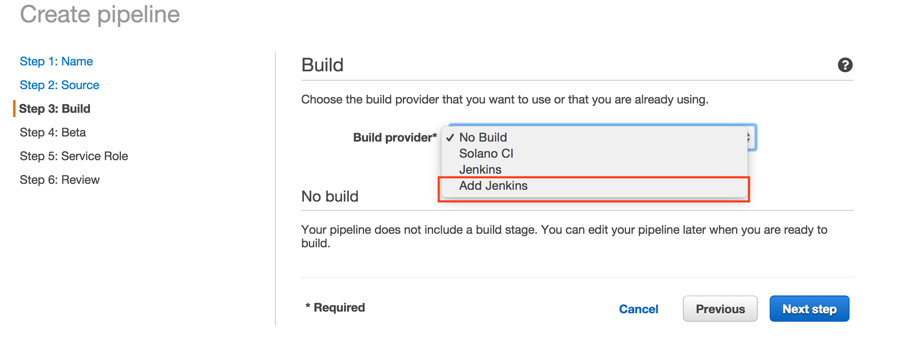 Create pipeline
Step 1: Name
Step 2: Source
Step 3: Build
Step 4: Beta
Step 5: Service Role
Step 6: Review
Build
?
Choose the build provider that you want to use or that you are already using.
Build provider*
✓ No Build
Solano CI
Jenkins
Add Jenkins
No build
Your pipeline does not include a build stage. You can edit your pipeline later when you are ready to
build.
* Required
Cancel
Previous
Next step